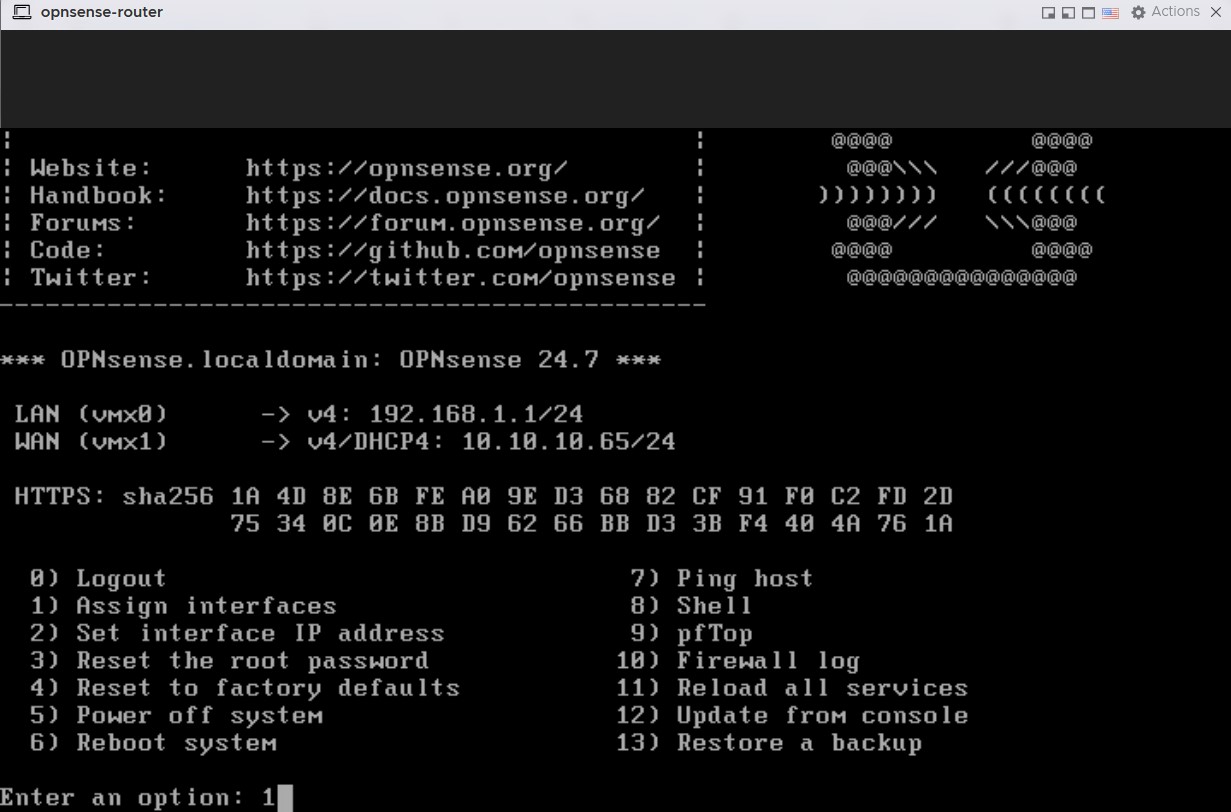 opnsense-router Actions
¦ ¦ @@@@ @@@@
¦ Website: https://opnsense.org/ ¦ @@@\\\ ///@@@
¦ Handbook: https://docs.opnsense.org/ ¦ )))))))) ((((((((
¦ Forums: https://forum.opnsense.org/ ¦ @@@/// \\\@@@
¦ Code: https://github.com/opnsense ¦ @@@@ @@@@
¦ Twitter: https://twitter.com/opnsense ¦ @@@@@@@@@@@@@@@
----------------------------------------------
*** OPNsense.localdomain: OPNsense 24.7 ***
LAN (vmx0) -> v4: 192.168.1.1/24
WAN (vmx1) -> v4/DHCP4: 10.10.10.65/24
HTTPS: sha256 1A 4D 8E 6B FE A0 9E D3 68 82 CF 91 F0 C2 FD 2D
75 34 0C 0E 8B D9 62 66 BB D3 3B F4 40 4A 76 1A
0) Logout 7) Ping host
1) Assign interfaces 8) Shell
2) Set interface IP address 9) pfTop
3) Reset the root password 10) Firewall log
4) Reset to factory defaults 11) Reload all services
5) Power off system 12) Update from console
6) Reboot system 13) Restore a backup
Enter an option: 1